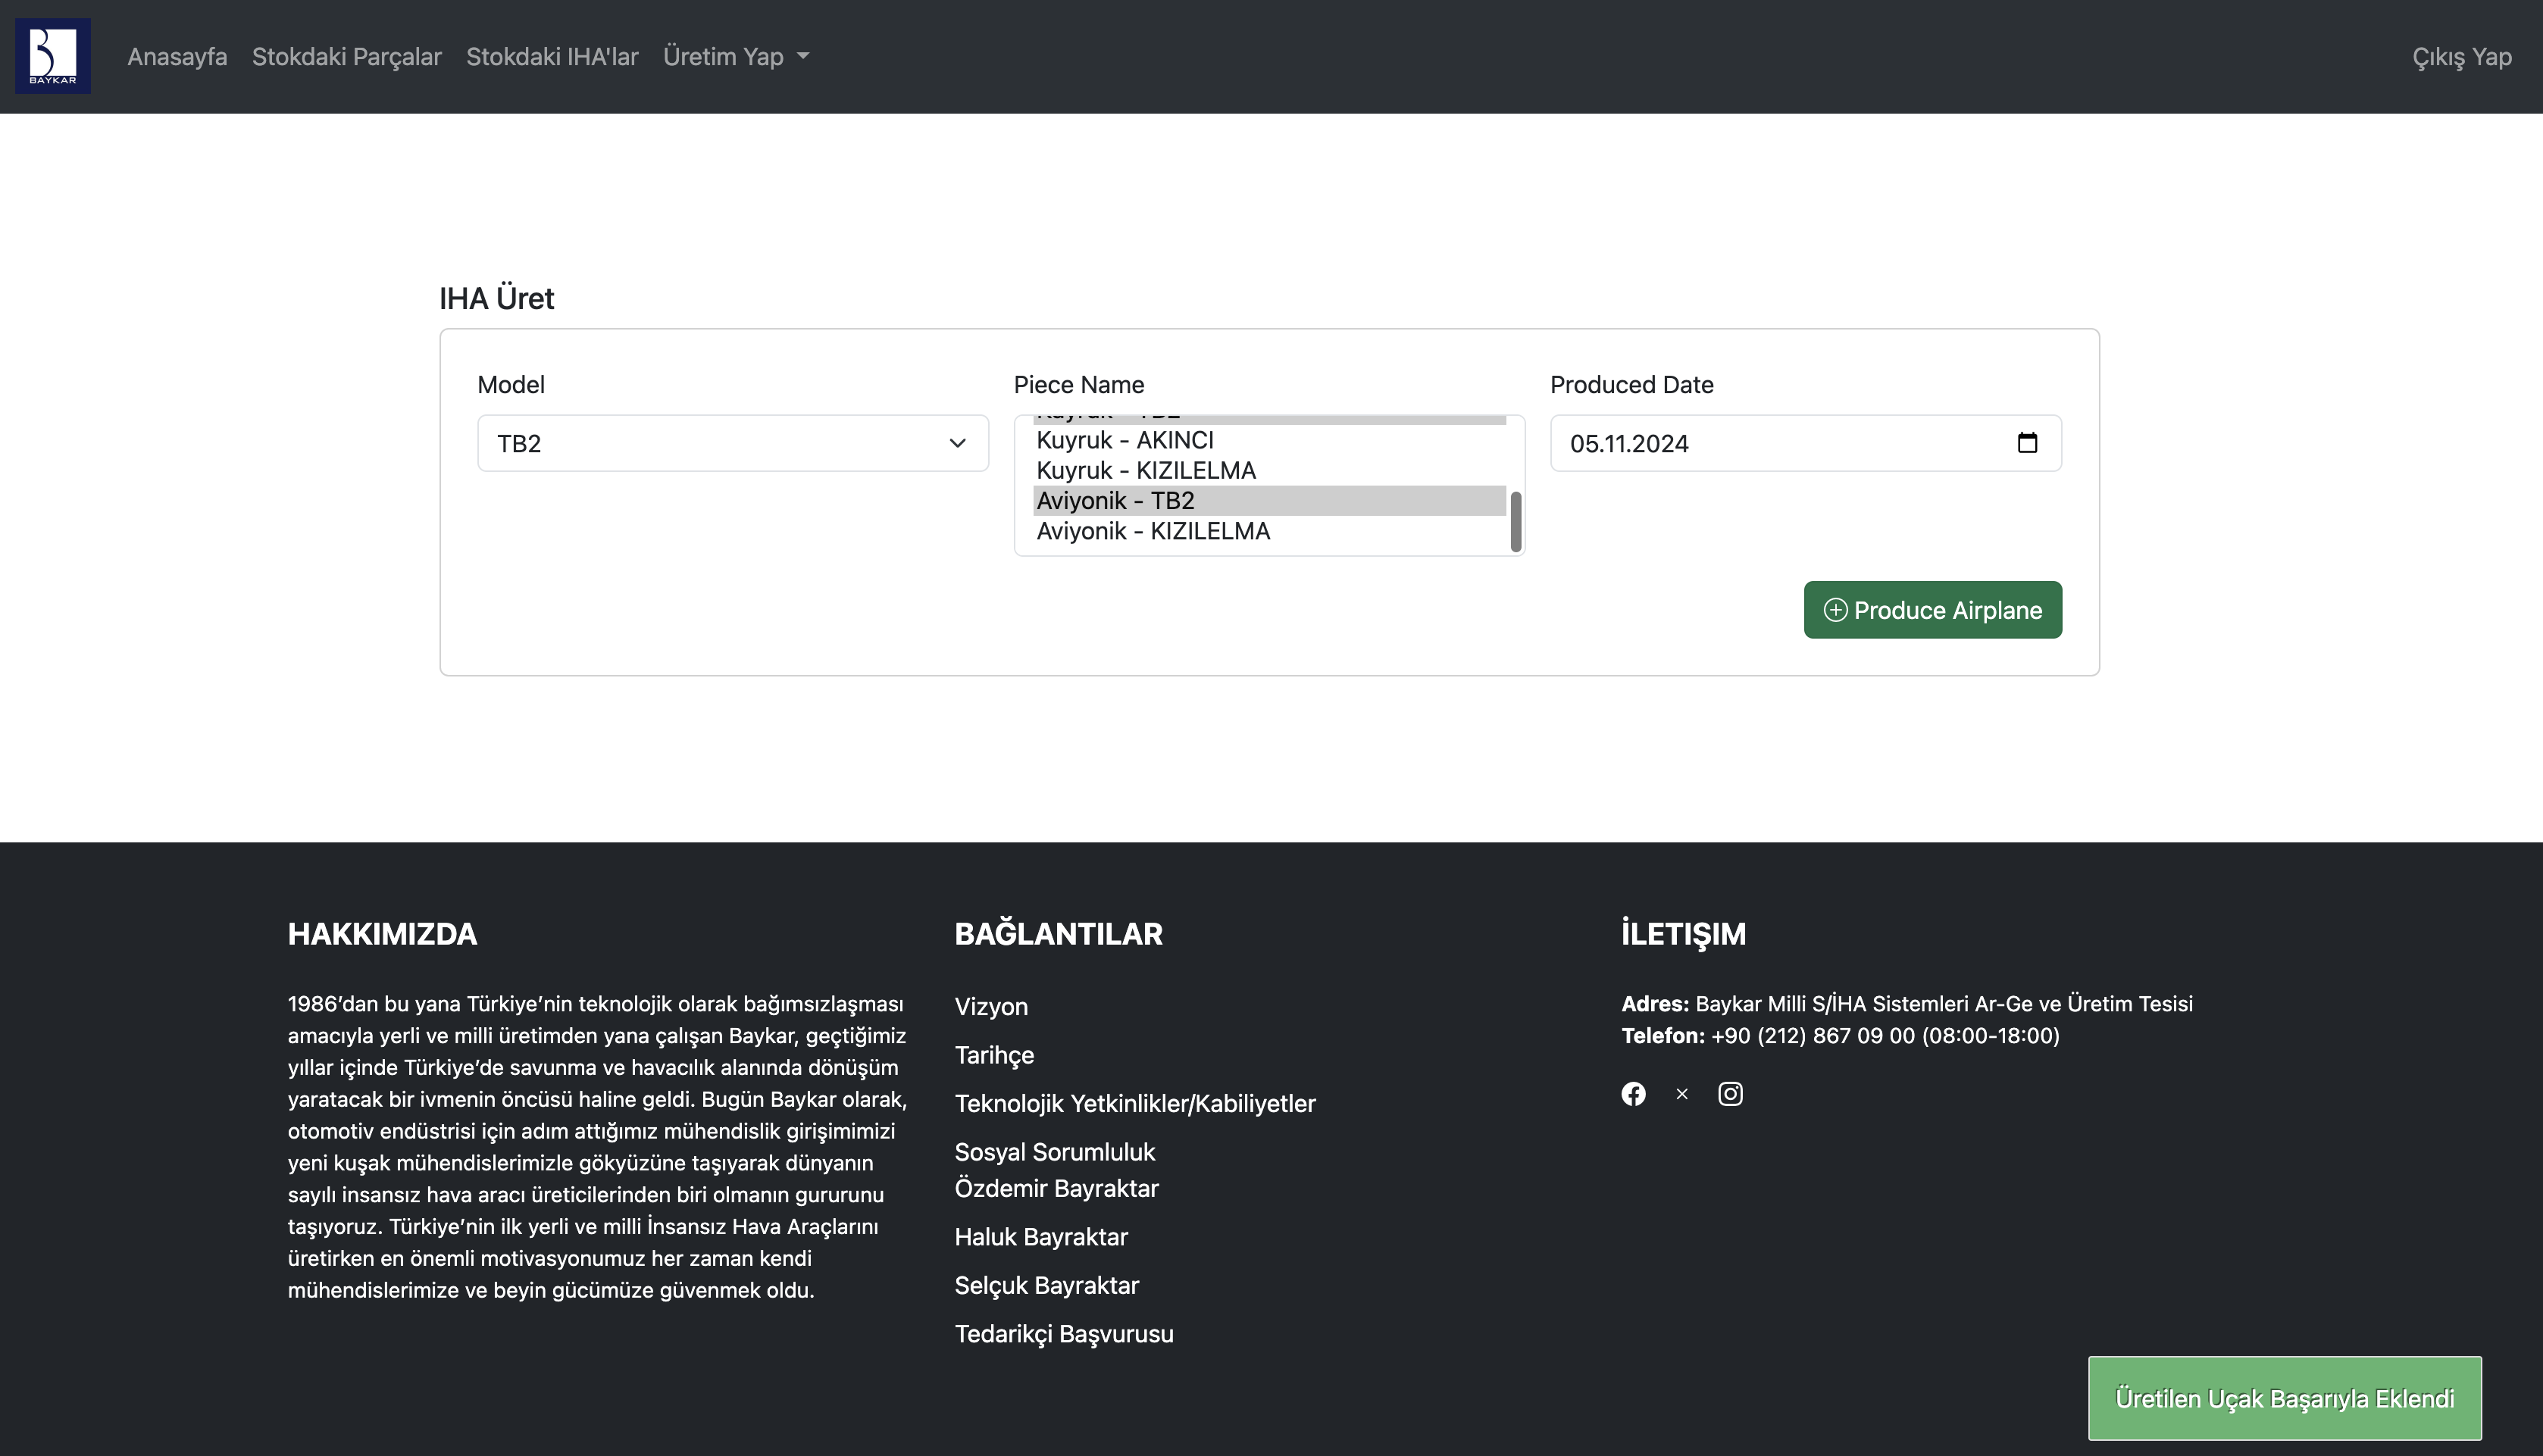 BAYKAR
Anasayfa
Stokdaki Parçalar
Stokdaki IHA'lar
Üretim Yap
Çıkış Yap
IHA Üret
Model
TB2
Piece Name
Kuyruk - TB2
Kuyruk - AKINCI
Kuyruk - KIZILELMA
Aviyonik - TB2
Aviyonik - KIZILELMA
Produced Date
05.11.2024
Produce Airplane
HAKKIMIZDA
1986’dan bu yana Türkiye’nin teknolojik olarak bağımsızlaşması
amacıyla yerli ve milli üretimden yana çalışan Baykar, geçtiğimiz
yıllar içinde Türkiye’de savunma ve havacılık alanında dönüşüm
yaratacak bir ivmenin öncüsü haline geldi. Bugün Baykar olarak,
otomotiv endüstrisi için adım attığımız mühendislik girişimimizi
yeni kuşak mühendislerimizle gökyüzüne taşıyarak dünyanın
sayılı insansız hava aracı üreticilerinden biri olmanın gururunu
taşıyoruz. Türkiye’nin ilk yerli ve milli İnsansız Hava Araçlarını
üretirken en önemli motivasyonumuz her zaman kendi
mühendislerimize ve beyin gücümüze güvenmek oldu.
BAĞLANTILAR
Vizyon
Tarihçe
Teknolojik Yetkinlikler/Kabiliyetler
Sosyal Sorumluluk
Özdemir Bayraktar
Haluk Bayraktar
Selçuk Bayraktar
Tedarikçi Başvurusu
İLETIŞIM
Adres: Baykar Milli S/İHA Sistemleri Ar-Ge ve Üretim Tesisi
Telefon: +90 (212) 867 09 00 (08:00-18:00)
Üretilen Uçak Başarıyla Eklendi